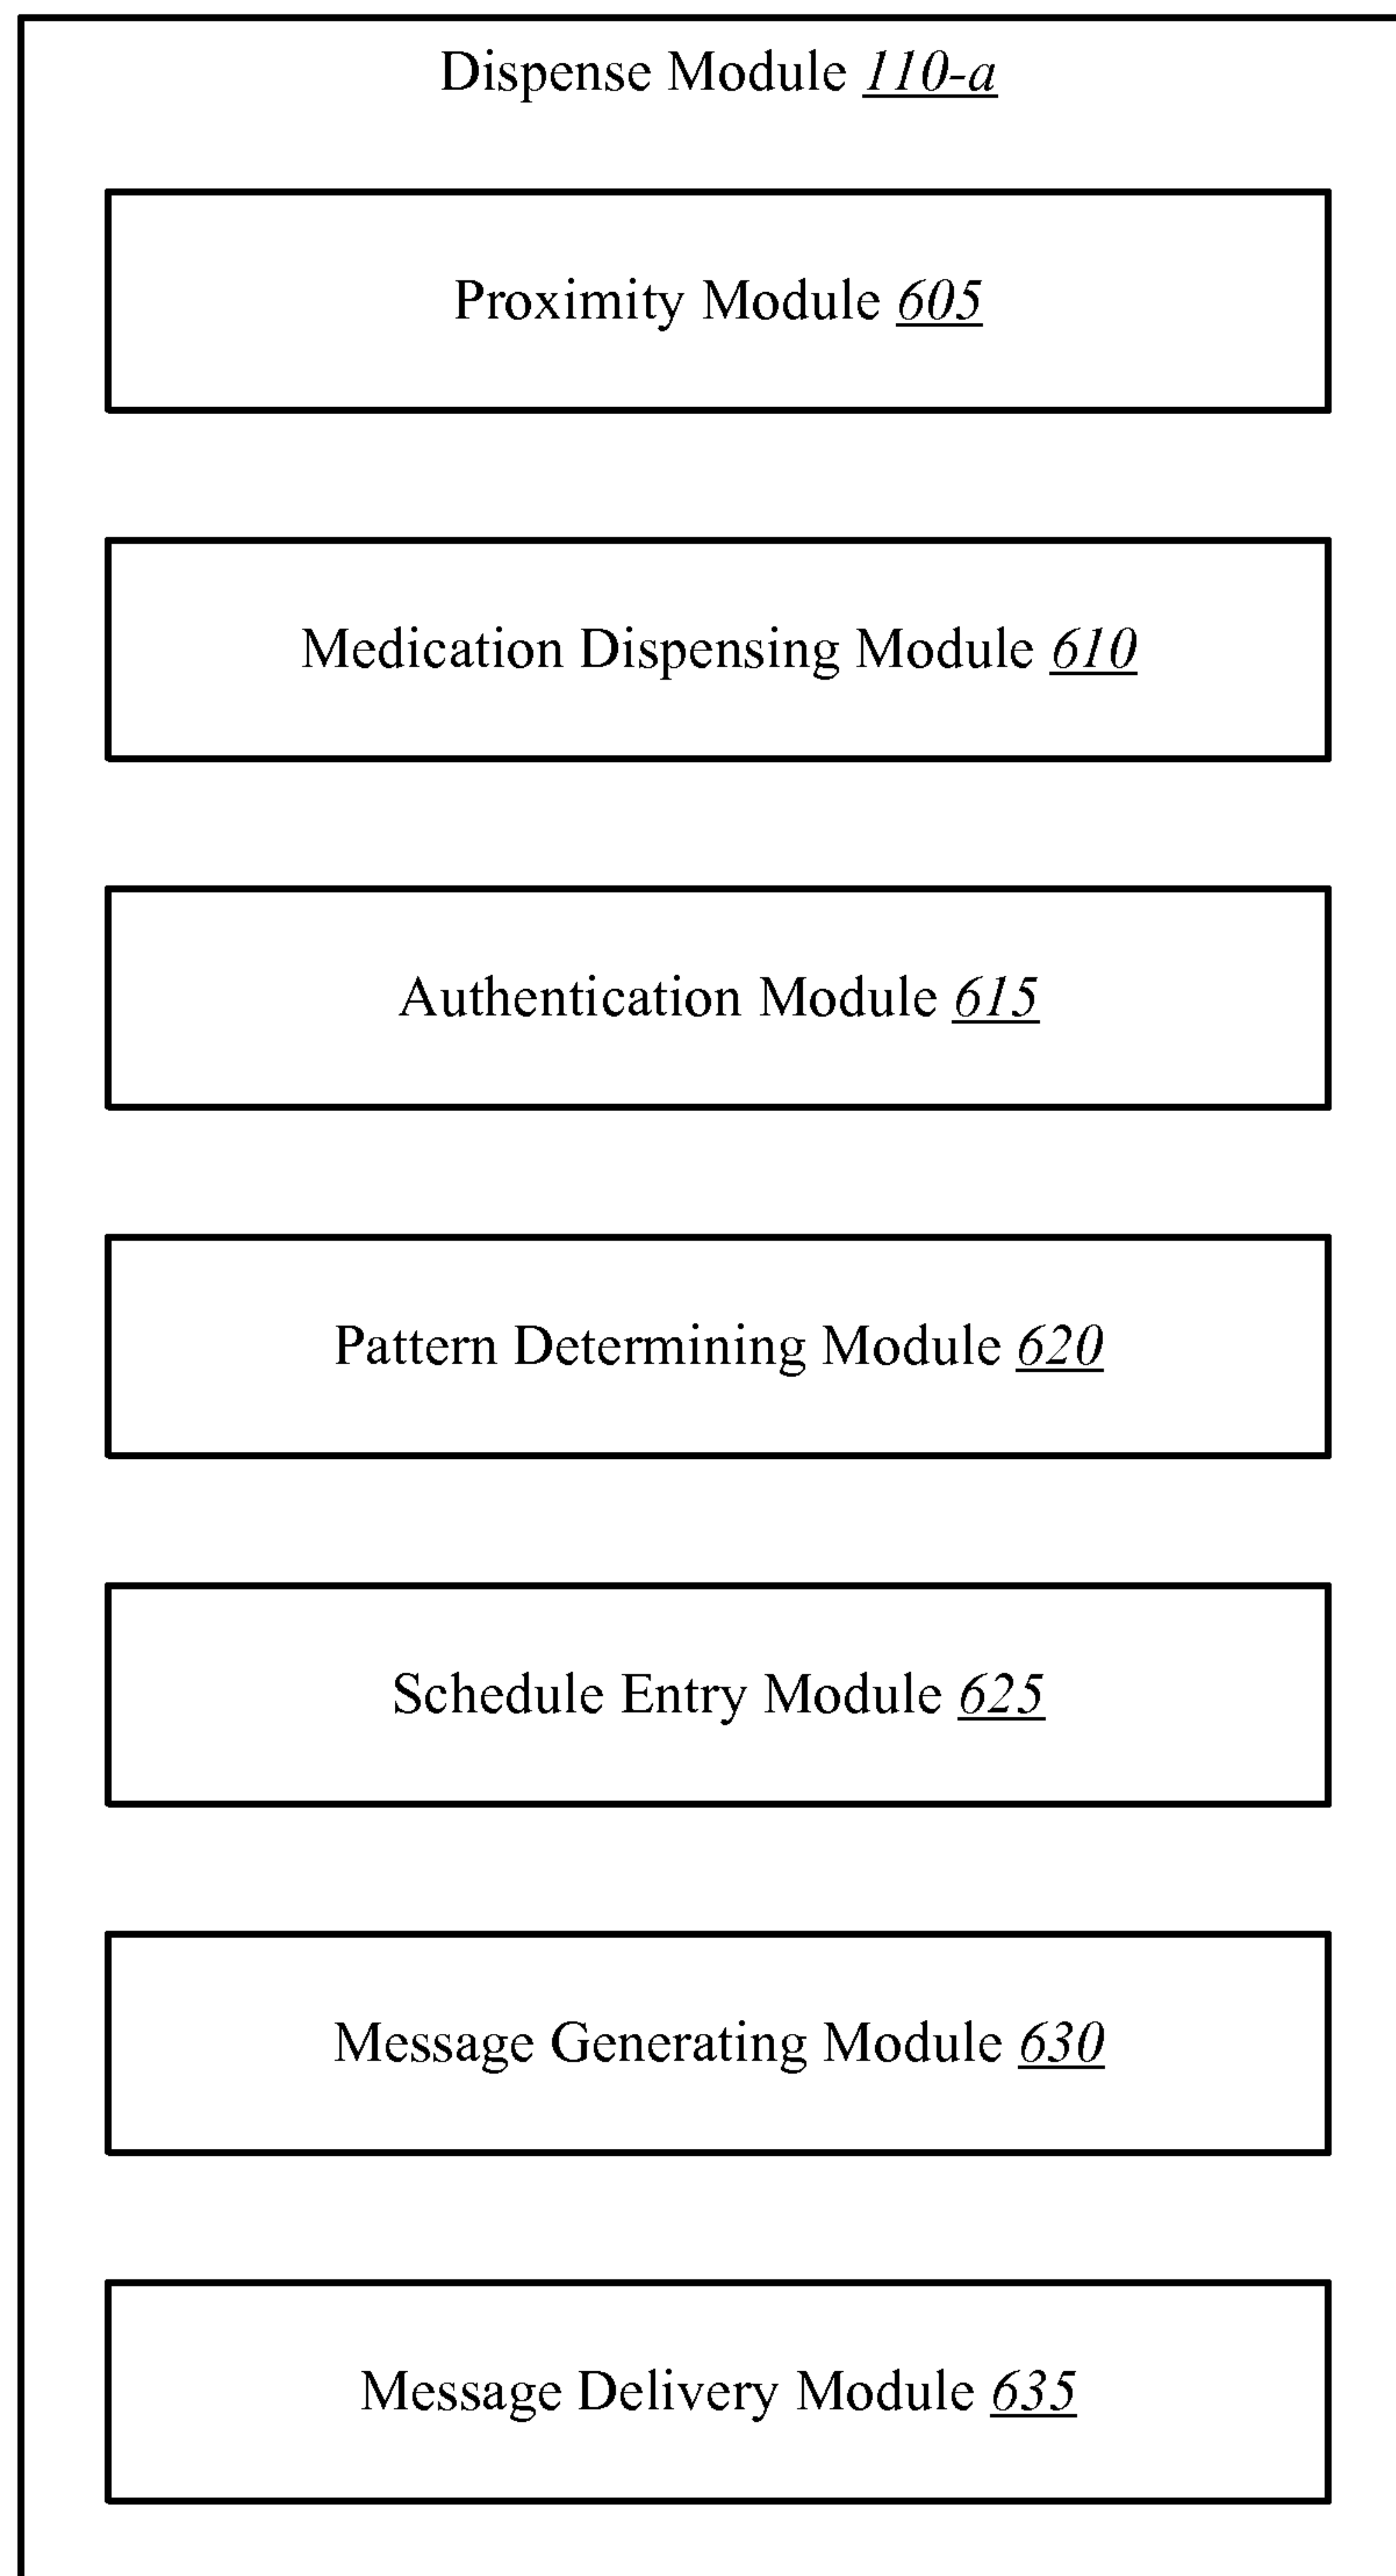 Dispense Module 110-a
Proximity Module 605
Medication Dispensing Module 610
Authentication Module 615
Pattern Determining Module 620
Schedule Entry Module 625
Message Generating Module 630
Message Delivery Module 635